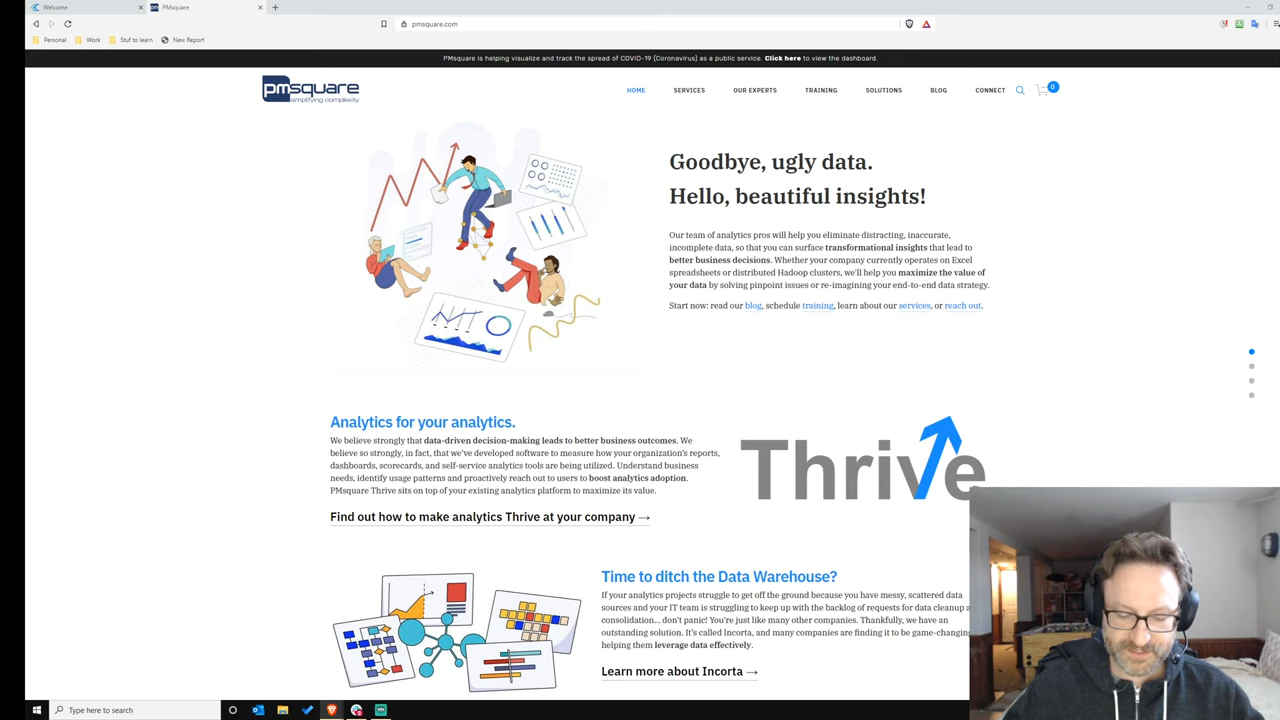 Welcome
PMsquare
pmsquare.com
Personal
Work
Stuf to learn
New Report
PMsquare is helping visualize and track the spread of COVID-19 (Coronavirus) as a public service. Click here to view the dashboard.
pmsquare
simplifying complexity
HOME
SERVICES
OUR EXPERTS
TRAINING
SOLUTIONS
BLOG
CONNECT
0
Goodbye, ugly data.
Hello, beautiful insights!
Our team of analytics pros will help you eliminate distracting, inaccurate,
incomplete data, so that you can surface transformational insights that lead to
better business decisions. Whether your company currently operates on Excel
spreadsheets or distributed Hadoop clusters, we'll help you maximize the value of
your data by solving pinpoint issues or re-imagining your end-to-end data strategy.
Start now: read our blog, schedule training, learn about our services, or reach out.
Analytics for your analytics.
We believe strongly that data-driven decision-making leads to better business outcomes. We
believe so strongly, in fact, that we've developed software to measure how your organization's reports,
dashboards, scorecards, and self-service analytics tools are being utilized. Understand business
needs, identify usage patterns and proactively reach out to users to boost analytics adoption.
PMsquare Thrive sits on top of your existing analytics platform to maximize its value.
Find out how to make analytics Thrive at your company →
Thrive
Time to ditch the Data Warehouse?
If your analytics projects struggle to get off the ground because you have messy, scattered data
sources and your IT team is struggling to keep up with the backlog of requests for data cleanup a
consolidation... don't panic! You're just like many other companies. Thankfully, we have an
outstanding solution. It's called Incorta, and many companies are finding it to be game-changing
helping them leverage data effectively.
Learn more about Incorta →
Type here to search